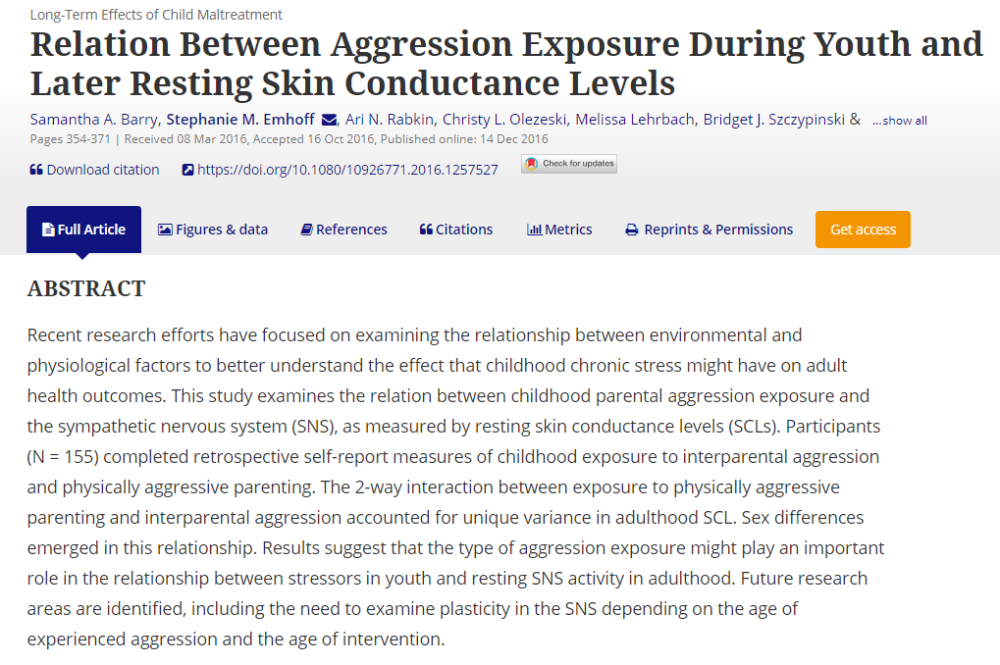 Long-Term Effects of Child Maltreatment
Relation Between Aggression Exposure During Youth and
Later Resting Skin Conductance Levels
Samantha A. Barry, Stephanie M. Emhoff, Ari N. Rabkin, Christy L. Olezeski, Melissa Lehrbach, Bridget J. Szczypinski & ...show all
Pages 354-371 | Received 08 Mar 2016, Accepted 16 Oct 2016, Published online: 14 Dec 2016
Download citation https://doi.org/10.1080/10926771.2016.1257527 Check for updates
Full Article Figures & data References Citations Metrics Reprints & Permissions Get access
ABSTRACT
Recent research efforts have focused on examining the relationship between environmental and
physiological factors to better understand the effect that childhood chronic stress might have on adult
health outcomes. This study examines the relation between childhood parental aggression exposure and
the sympathetic nervous system (SNS), as measured by resting skin conductance levels (SCLs). Participants
(N = 155) completed retrospective self-report measures of childhood exposure to interparental aggression
and physically aggressive parenting. The 2-way interaction between exposure to physically aggressive
parenting and interparental aggression accounted for unique variance in adulthood SCL. Sex differences
emerged in this relationship. Results suggest that the type of aggression exposure might play an important
role in the relationship between stressors in youth and resting SNS activity in adulthood. Future research
areas are identified, including the need to examine plasticity in the SNS depending on the age of
experienced aggression and the age of intervention.